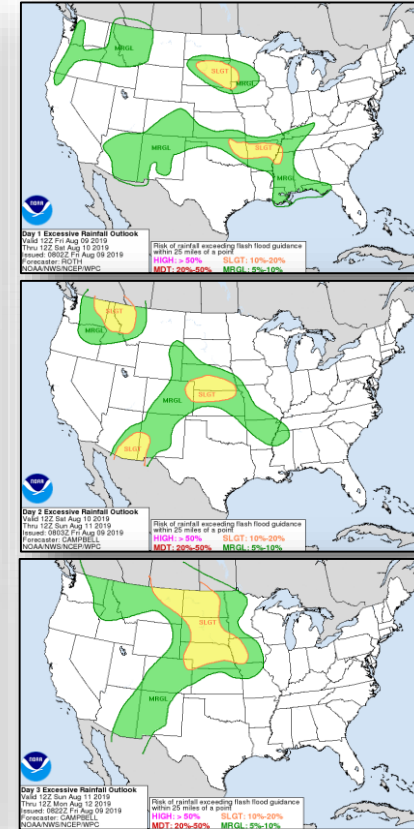 MRGL
SLGT
MRGL
MRGL
SLGT
MRGL
NOAA
Day 1 Excessive Rainfall Outlook
Valid 12Z Fri Aug 09 2019
Thru 12Z Sat Aug 10 2019
Issued: 0802Z Fri Aug 09 2019
Forecaster: ROTH
NOAA/NWS/NCEP/WPC
Risk of rainfall exceeding flash flood guidance
within 25 miles of a point
HIGH: > 50% SLGT: 10%-20%
MDT: 20%-50% MRGL: 5%-10%
SLGT
MRGL
SLGT
MRGL
SLGT
NOAA
Day 2 Excessive Rainfall Outlook
Valid 12Z Sat Aug 10 2019
Thru 12Z Sun Aug 11 2019
Issued: 0803Z Fri Aug 09 2019
Forecaster: CAMPBELL
NOAA/NWS/NCEP/WPC
Risk of rainfall exceeding flash flood guidance
within 25 miles of a point
HIGH: > 50% SLGT: 10%-20%
MDT: 20%-50% MRGL: 5%-10%
SLGT
MRGL
NOAA
Day 3 Excessive Rainfall Outlook
Valid 12Z Sun Aug 11 2019
Thru 12Z Mon Aug 12 2019
Issued: 0822Z Fri Aug 09 2019
Forecaster: CAMPBELL
NOAA/NWS/NCEP/WPC
Risk of rainfall exceeding flash flood guidance
within 25 miles of a point
HIGH: > 50% SLGT: 10%-20%
MDT: 20%-50% MRGL: 5%-10%